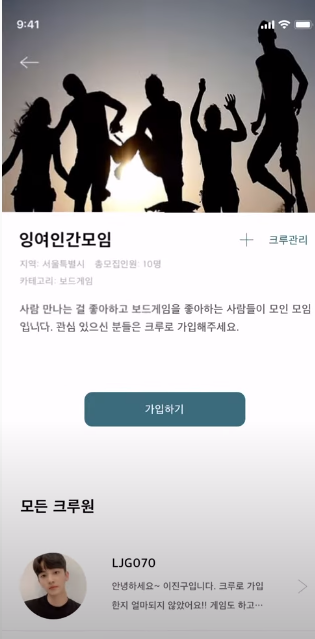 9:41
잉여인간모임
크루관리
지역: 서울특별시 총모집인원: 10명
카테고리: 보드게임
사람 만나는 걸 좋아하고 보드게임을 좋아하는 사람들이 모인 모임
입니다. 관심 있으신 분들은 크루로 가입해주세요.
가입하기
모든 크루원
LJG070
안녕하세요~ 이진구입니다. 크루로 가입
한지 얼마되지 않았어요!! 게임도 하고…